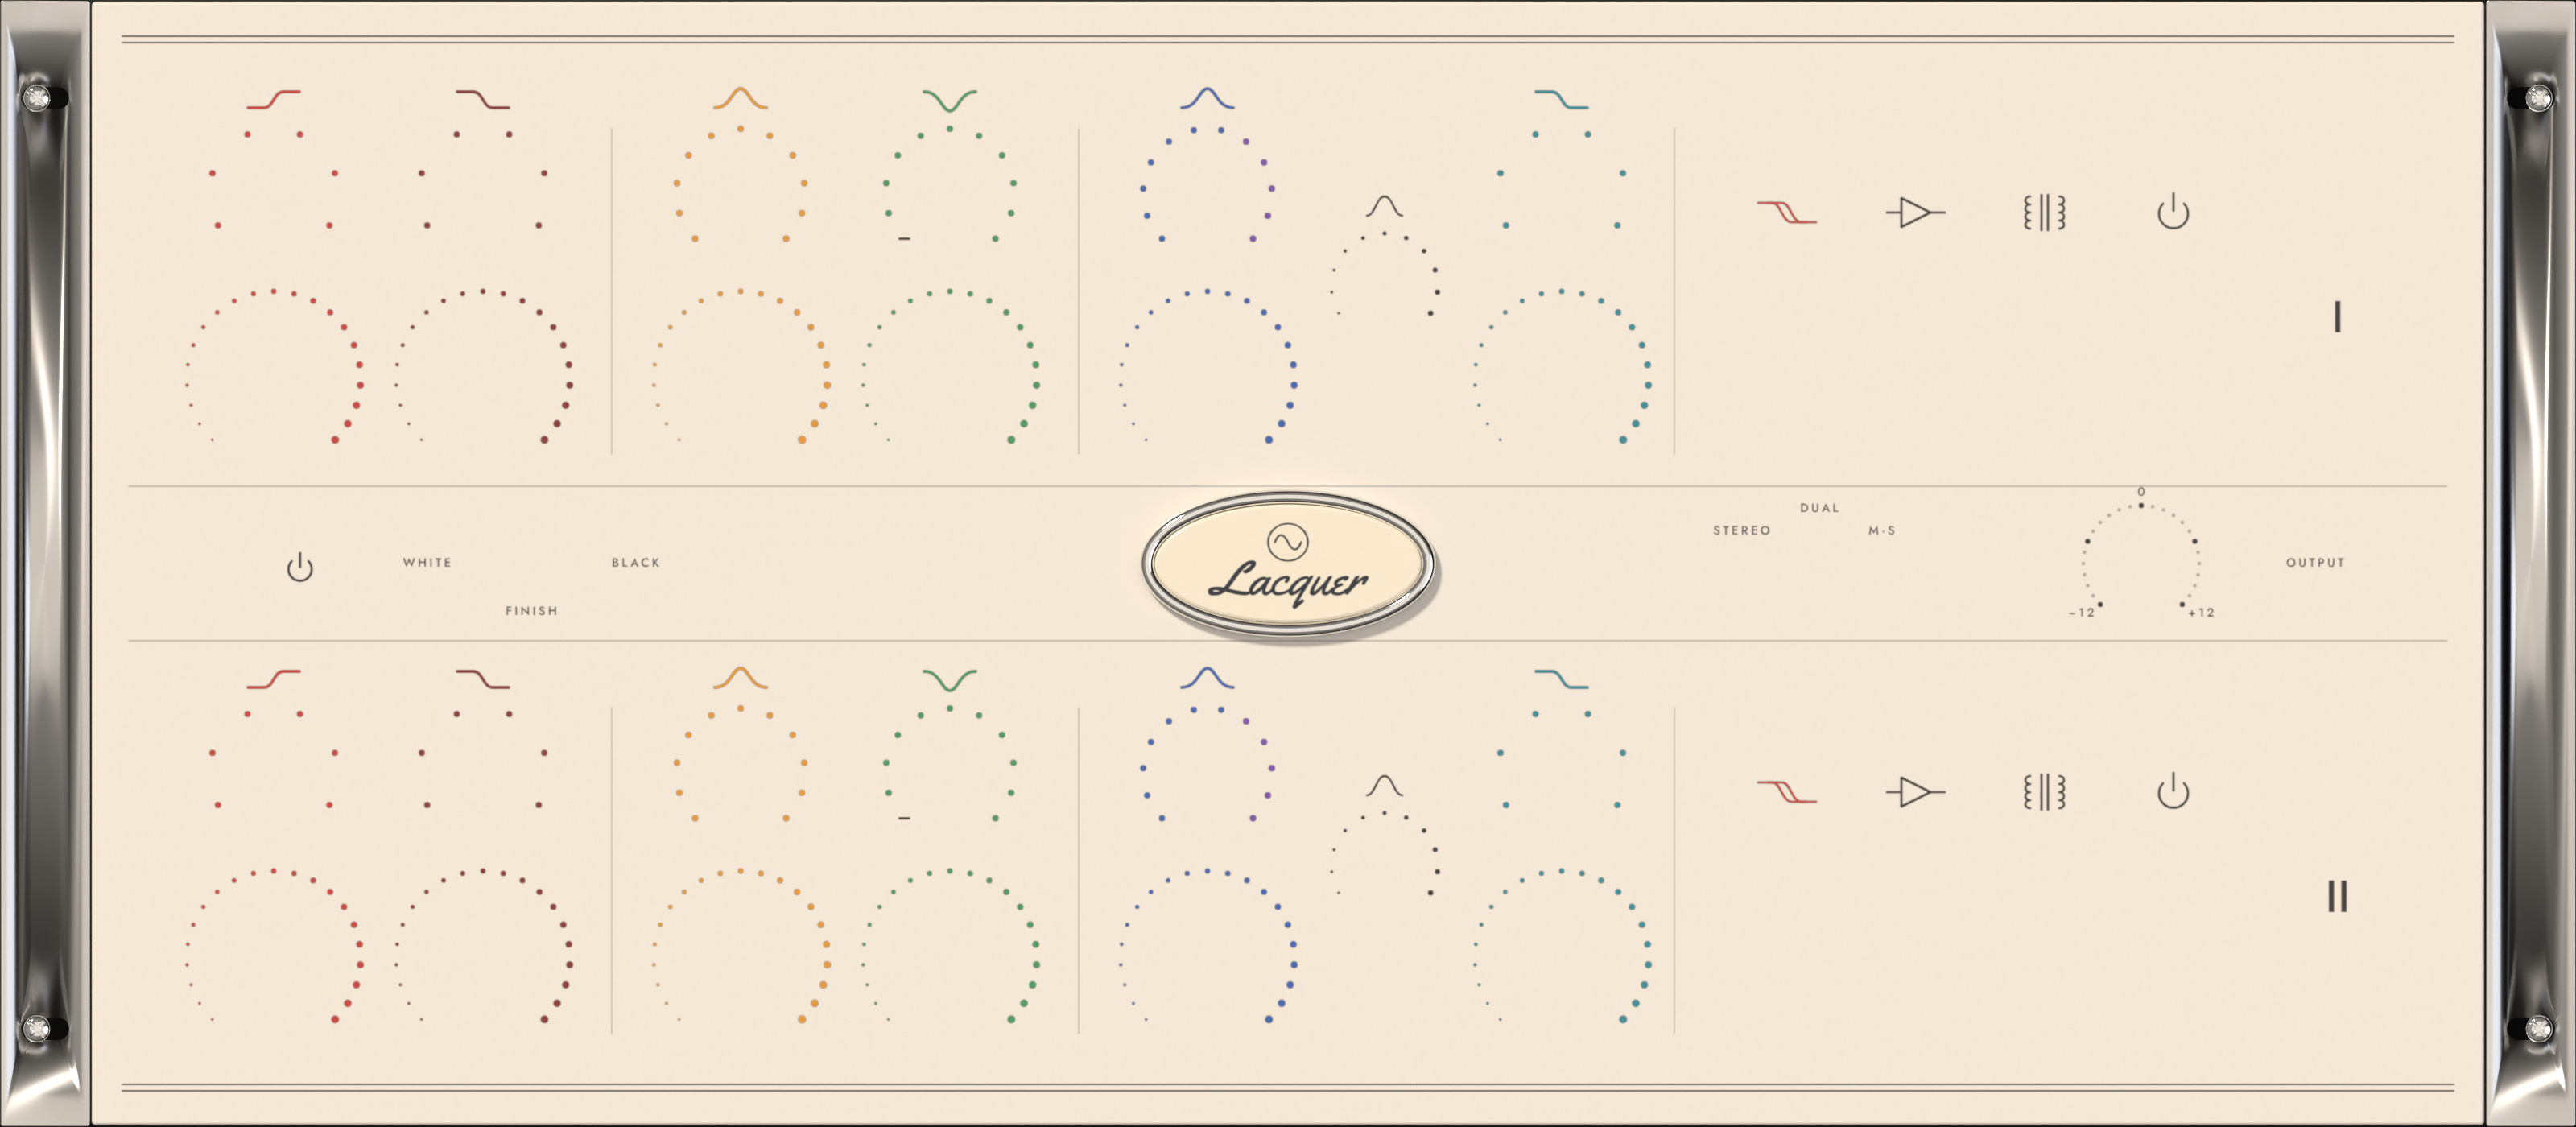 I
0
DUAL
STEREO M·S
WHITE BLACK OUTPUT
Lacquer
FINISH
−12 +12
II